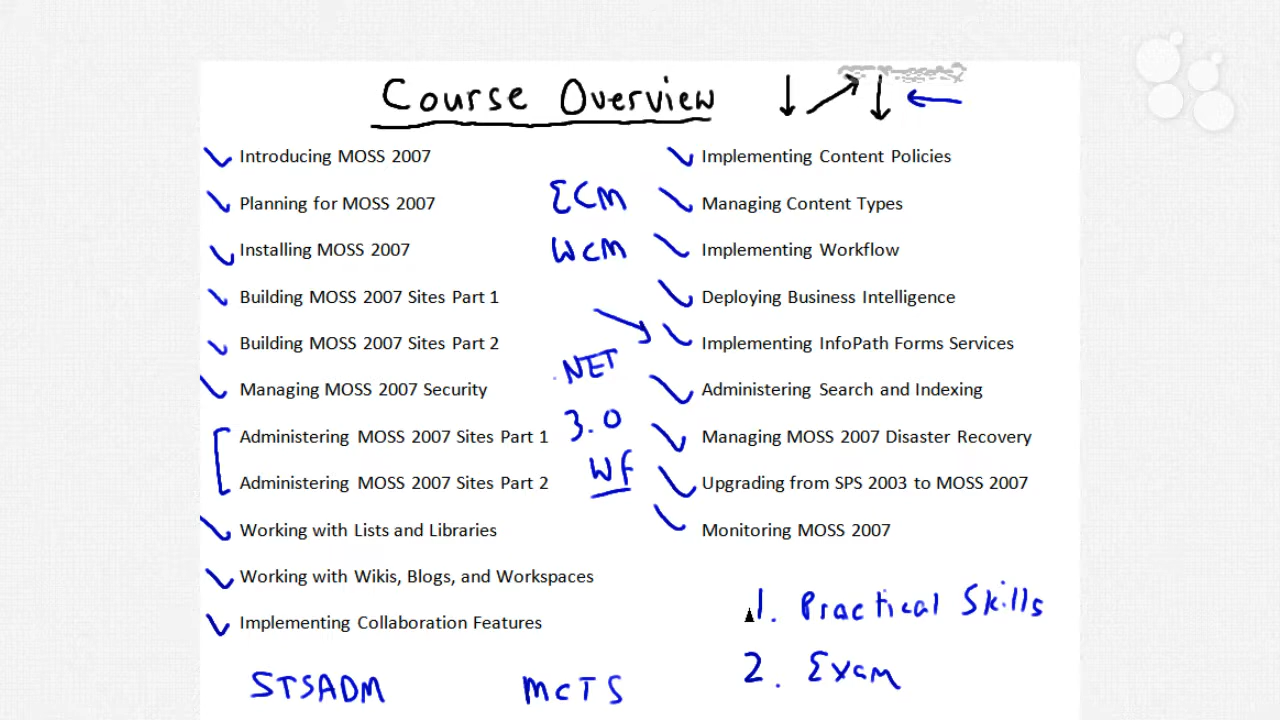 Course Overview
Introducing MOSS 2007
Planning for MOSS 2007
Installing MOSS 2007
Building MOSS 2007 Sites Part 1
Building MOSS 2007 Sites Part 2
Managing MOSS 2007 Security
Administering MOSS 2007 Sites Part 1
Administering MOSS 2007 Sites Part 2
Working with Lists and Libraries
Working with Wikis, Blogs, and Workspaces
Implementing Collaboration Features
ECM
WCM
.NET
3.0
WF
Implementing Content Policies
Managing Content Types
Implementing Workflow
Deploying Business Intelligence
Implementing InfoPath Forms Services
Administering Search and Indexing
Managing MOSS 2007 Disaster Recovery
Upgrading from SPS 2003 to MOSS 2007
Monitoring MOSS 2007
1. Practical Skills
2. Exam
STSADM
MCTS